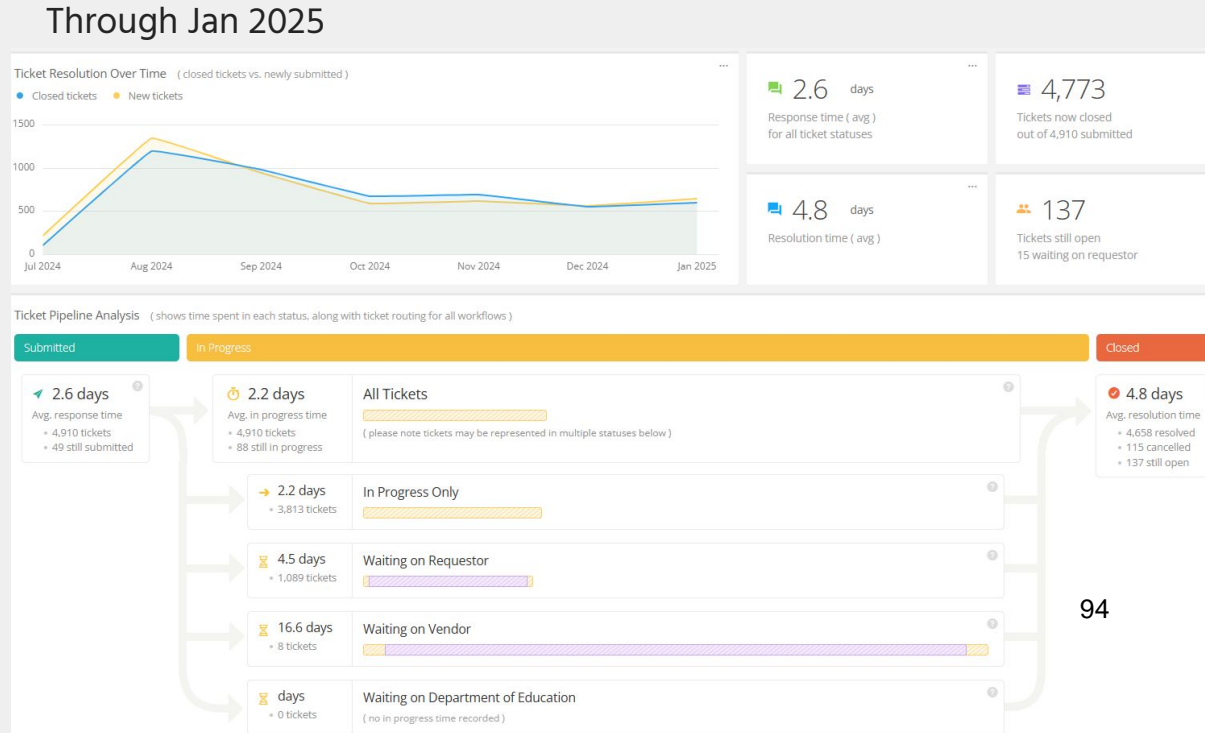 Through Jan 2025
Ticket Resolution Over Time ( closed tickets vs. newly submitted )
...
Closed tickets
New tickets
1500
1000
500
0
Jul 2024
Aug 2024
Sep 2024
Oct 2024
Nov 2024
Dec 2024
Jan 2025
...
2.6 days
Response time ( avg )
for all ticket statuses
4,773
Tickets now closed
out of 4,910 submitted
...
4.8 days
Resolution time ( avg )
137
Tickets still open
15 waiting on requestor
Ticket Pipeline Analysis ( shows time spent in each status, along with ticket routing for all workflows )
Submitted
In Progress
Closed
2.6 days
?
Avg. response time
• 4,910 tickets
• 49 still submitted
2.2 days
Avg. in progress time
• 4,910 tickets
• 88 still in progress
All Tickets
?
( please note tickets may be represented in multiple statuses below )
4.8 days
Avg. resolution time
• 4,658 resolved
• 115 cancelled
• 137 still open
2.2 days
• 3,813 tickets
In Progress Only
?
4.5 days
• 1,089 tickets
Waiting on Requestor
?
94
16.6 days
• 8 tickets
Waiting on Vendor
?
days
• 0 tickets
Waiting on Department of Education
?
( no in progress time recorded )